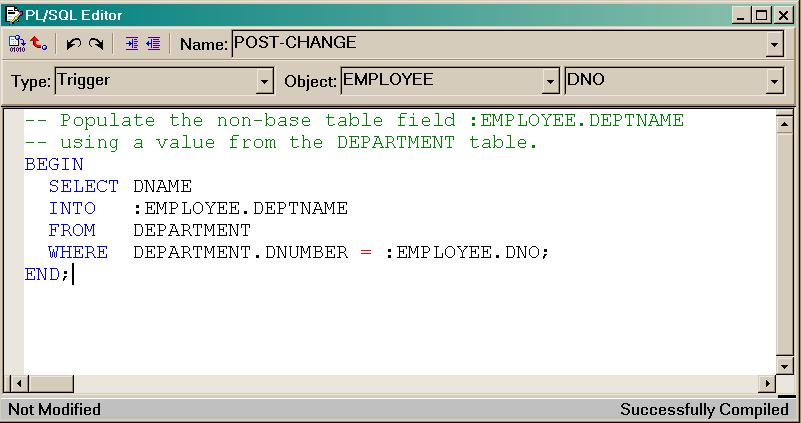 PL/SQL Editor
Name: POST-CHANGE
Type: Trigger Object: EMPLOYEE DNO
-- Populate the non-base table field :EMPLOYEE.DEPTNAME
-- using a value from the DEPARTMENT table.
BEGIN
SELECT DNAME
INTO :EMPLOYEE.DEPTNAME
FROM DEPARTMENT
WHERE DEPARTMENT.DNUMBER = :EMPLOYEE.DNO;
END;
Not Modified Successfully Compiled